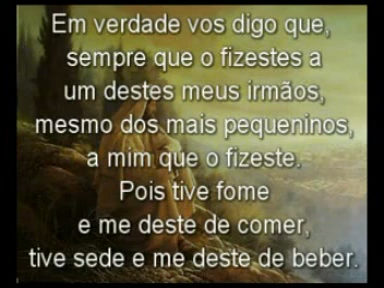 Em verdade vos digo que,
sempre que o fizestes a
um destes meus irmãos,
mesmo dos mais pequeninos,
a mim que o fizeste.
Pois tive fome
e me deste de comer,
tive sede e me deste de beber.